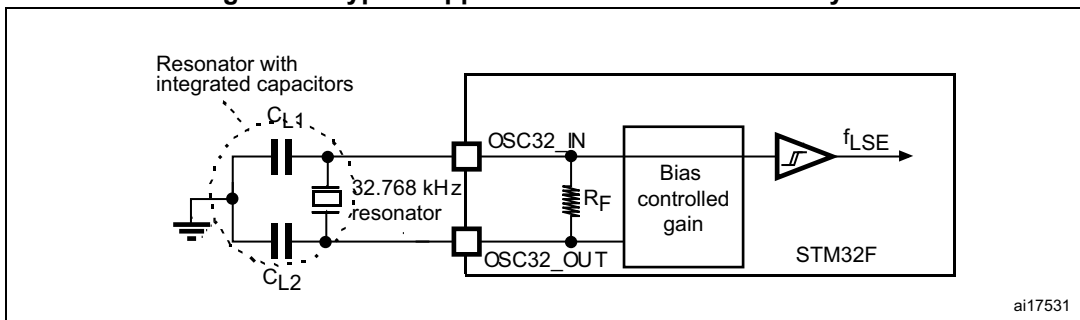 Resonator with
integrated capacitors
CL1
OSC32_IN
fLSE
Bias
controlled
gain
RF
32.768 kHz
resonator
STM32F
OSC32_OUT
CL2
ai17531